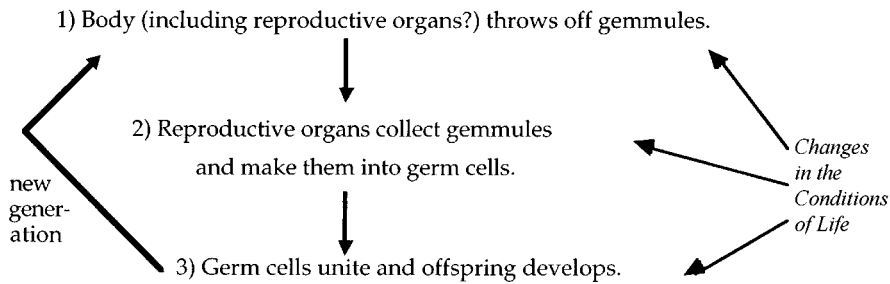 1) Body (including reproductive organs?) throws off gemmules.
2) Reproductive organs collect gemmules
and make them into germ cells.
Changes
in the
Conditions
of Life
new
gener-
ation
3) Germ cells unite and offspring develops.